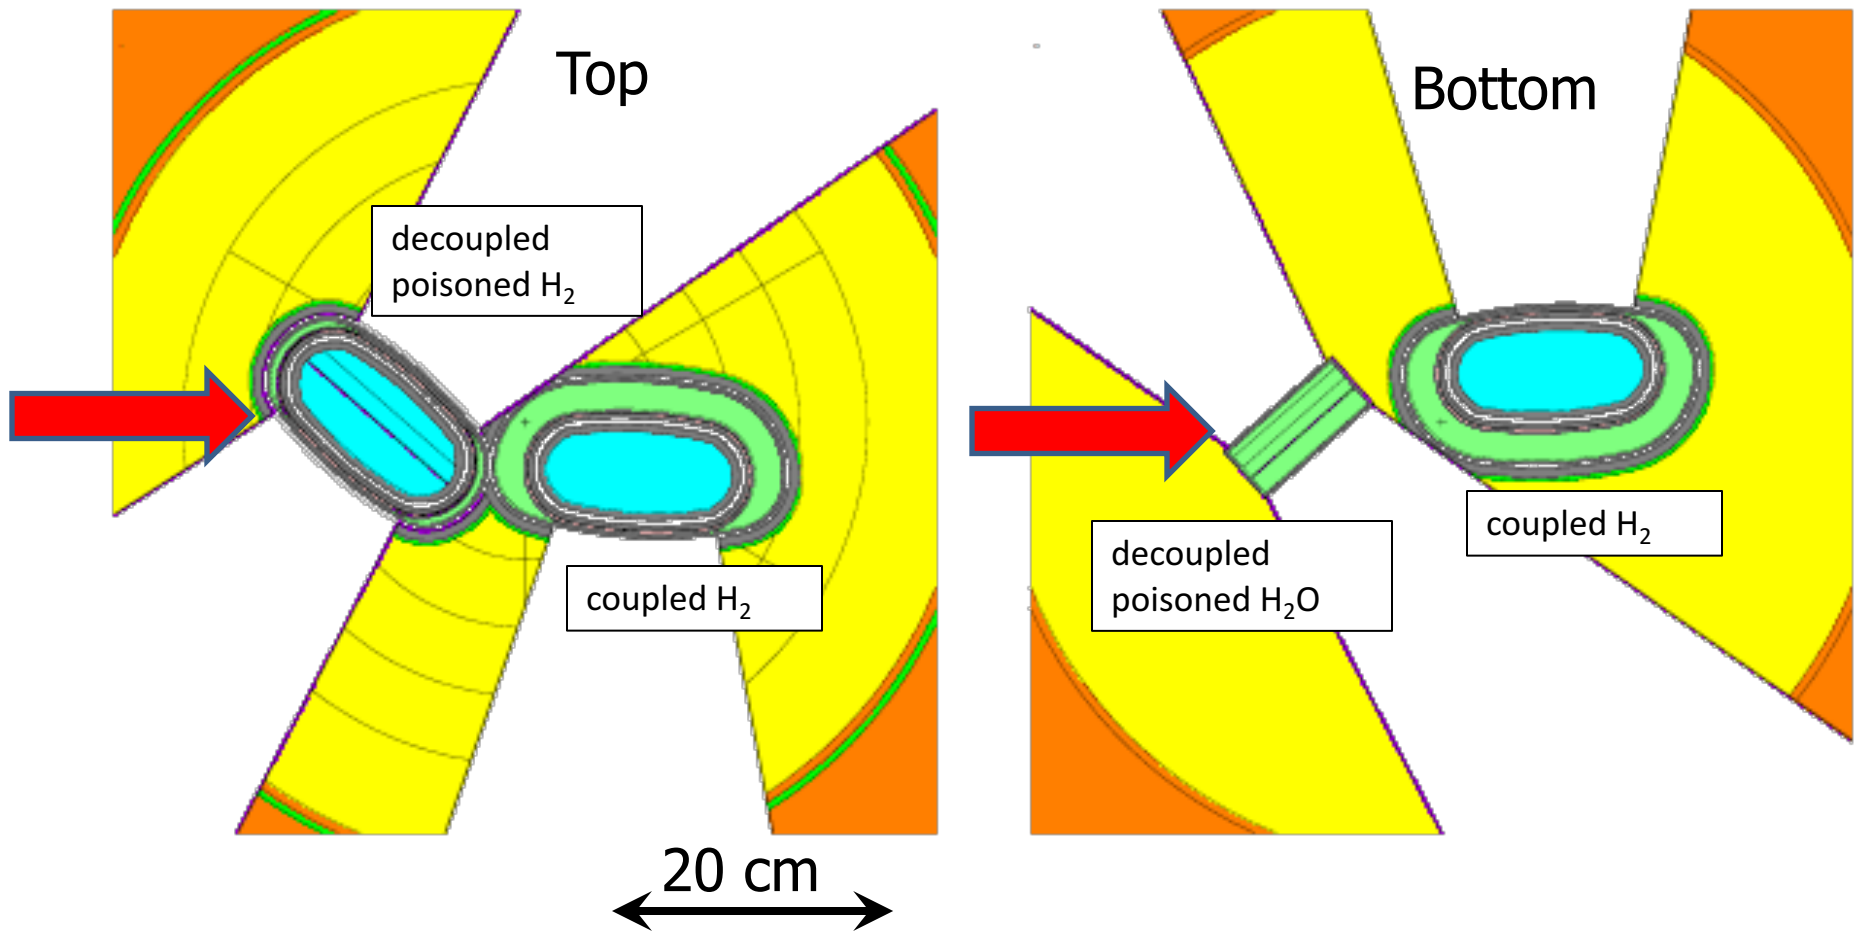 Top
Bottom
decoupled
poisoned H₂
coupled H₂
decoupled
poisoned H₂O
coupled H₂
20 cm